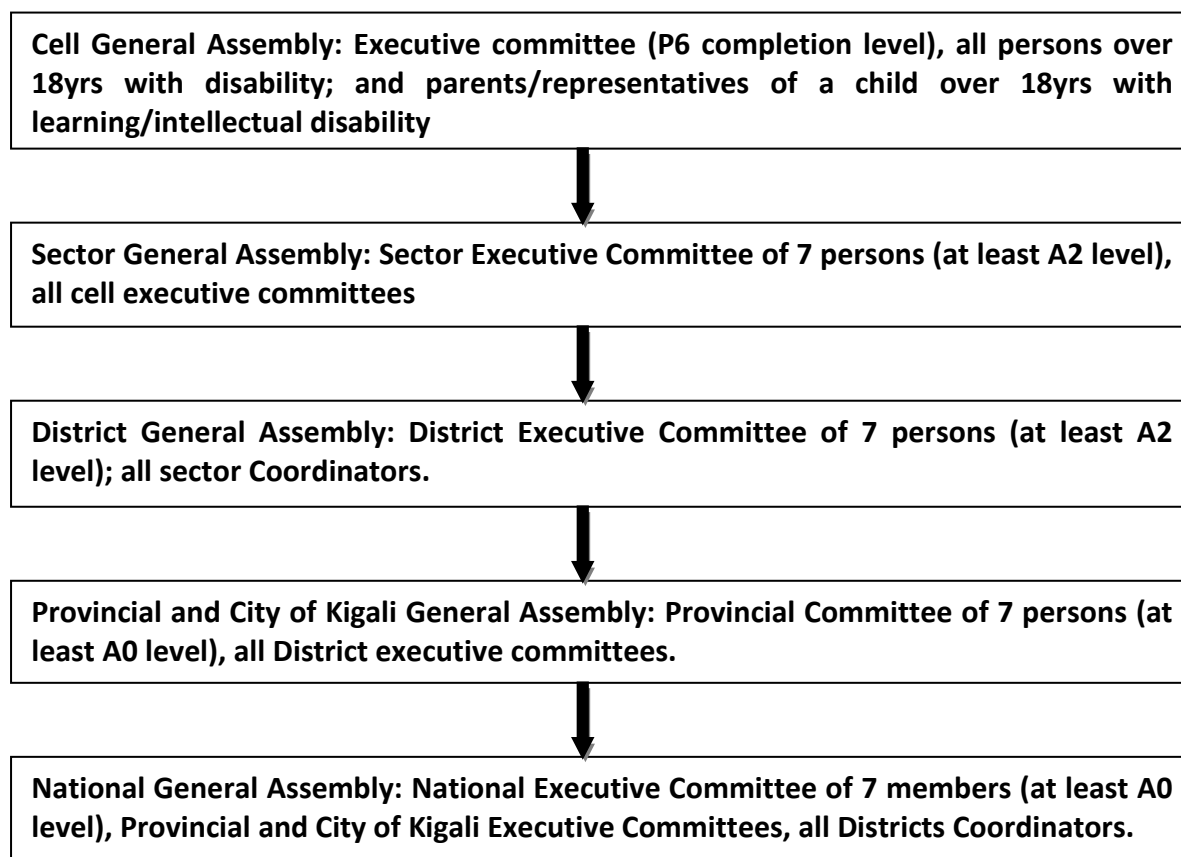 Cell General Assembly: Executive committee (P6 completion level), all persons over
18yrs with disability; and parents/representatives of a child over 18yrs with
learning/intellectual disability
Sector General Assembly: Sector Executive Committee of 7 persons (at least A2 level),
all cell executive committees
District General Assembly: District Executive Committee of 7 persons (at least A2
level); all sector Coordinators.
Provincial and City of Kigali General Assembly: Provincial Committee of 7 persons (at
least A0 level), all District executive committees.
National General Assembly: National Executive Committee of 7 members (at least A0
level), Provincial and City of Kigali Executive Committees, all Districts Coordinators.